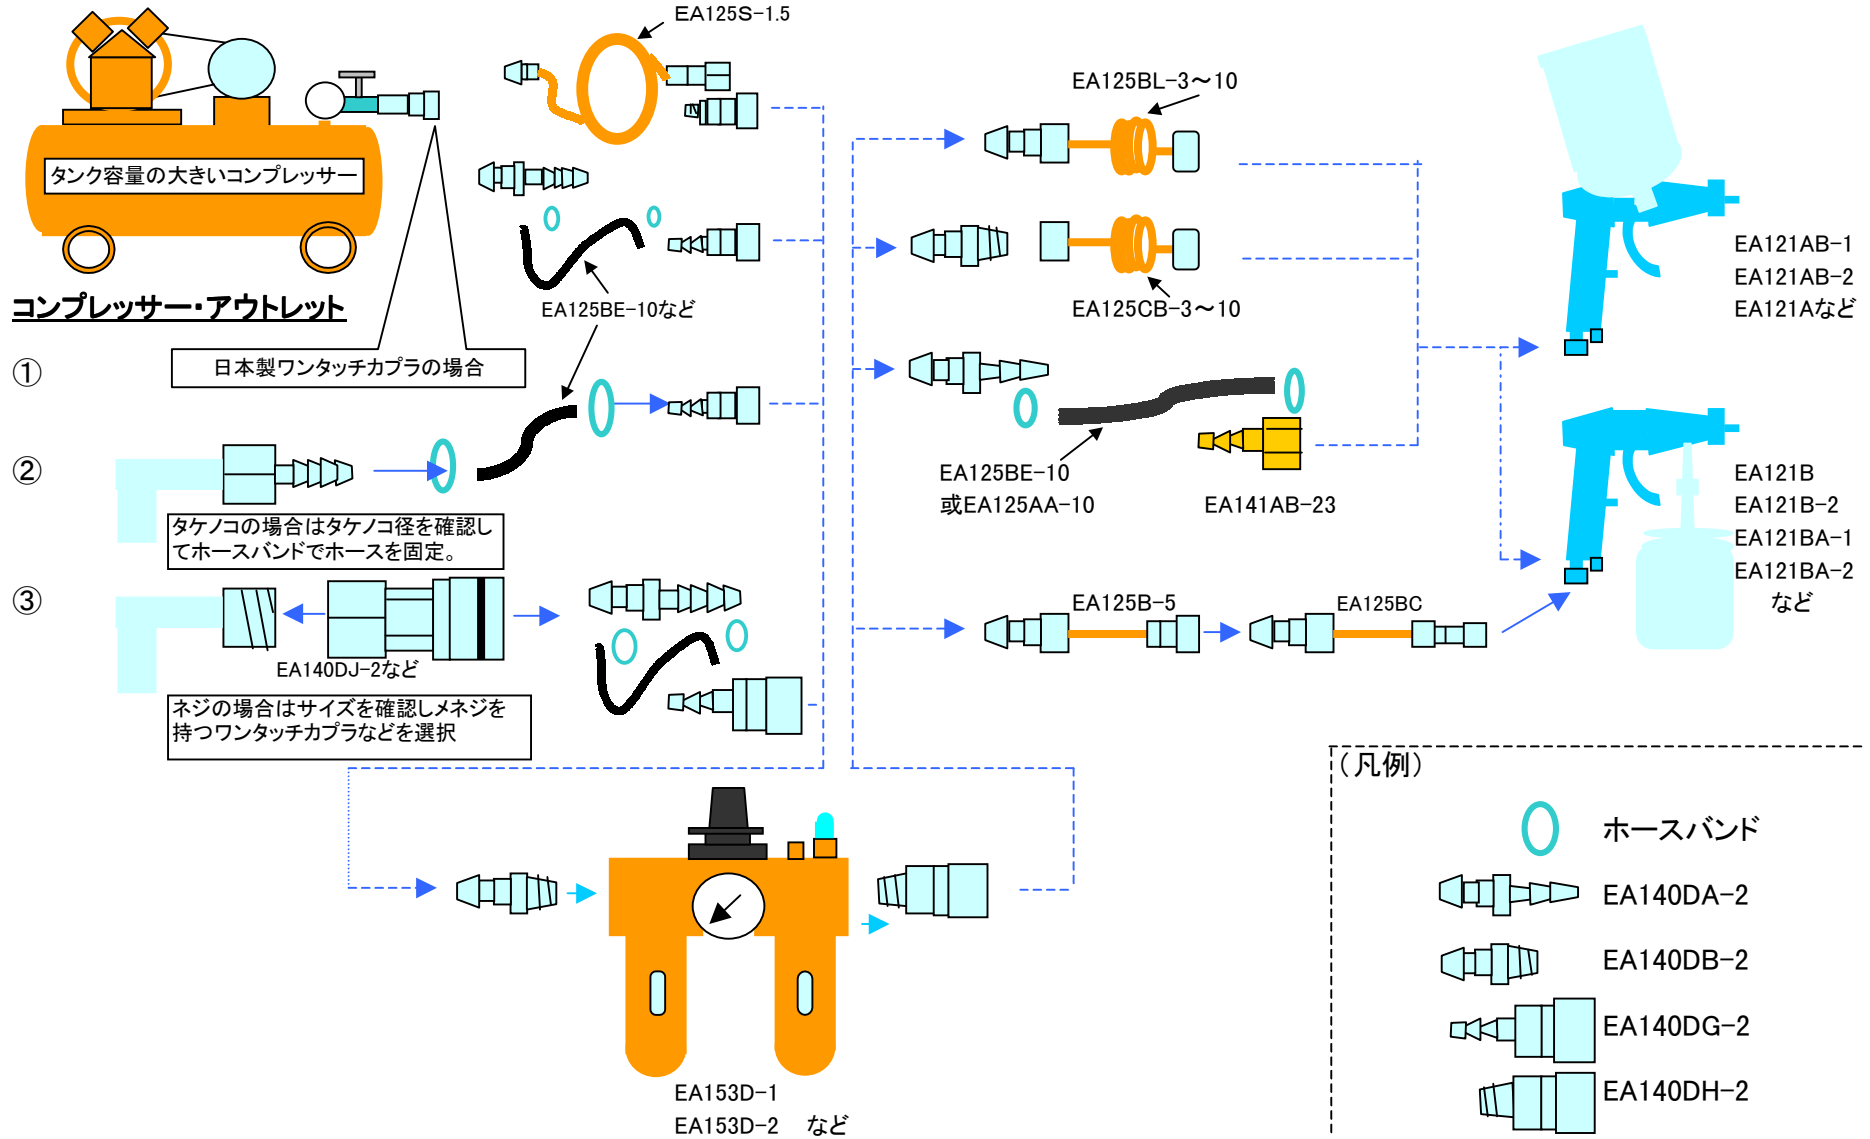 EA125S-1.5
タンク容量の大きいコンプレッサー
コンプレッサー・アウトレット
EA125BE-10など
①
日本製ワンタッチカプラの場合
②
タケノコの場合はタケノコ径を確認し
てホースバンドでホースを固定。
③
EA140DJ-2など
ネジの場合はサイズを確認しメネジを
持つワンタッチカプラなどを選択
EA125BL-3～10
EA125CB-3～10
EA125BE-10
或EA125AA-10
EA141AB-23
EA125B-5
EA125BC
EA121AB-1
EA121AB-2
EA121Aなど
EA121B
EA121B-2
EA121BA-1
EA121BA-2
など
EA153D-1
EA153D-2 など
（凡例）
ホースバンド
EA140DA-2
EA140DB-2
EA140DG-2
EA140DH-2